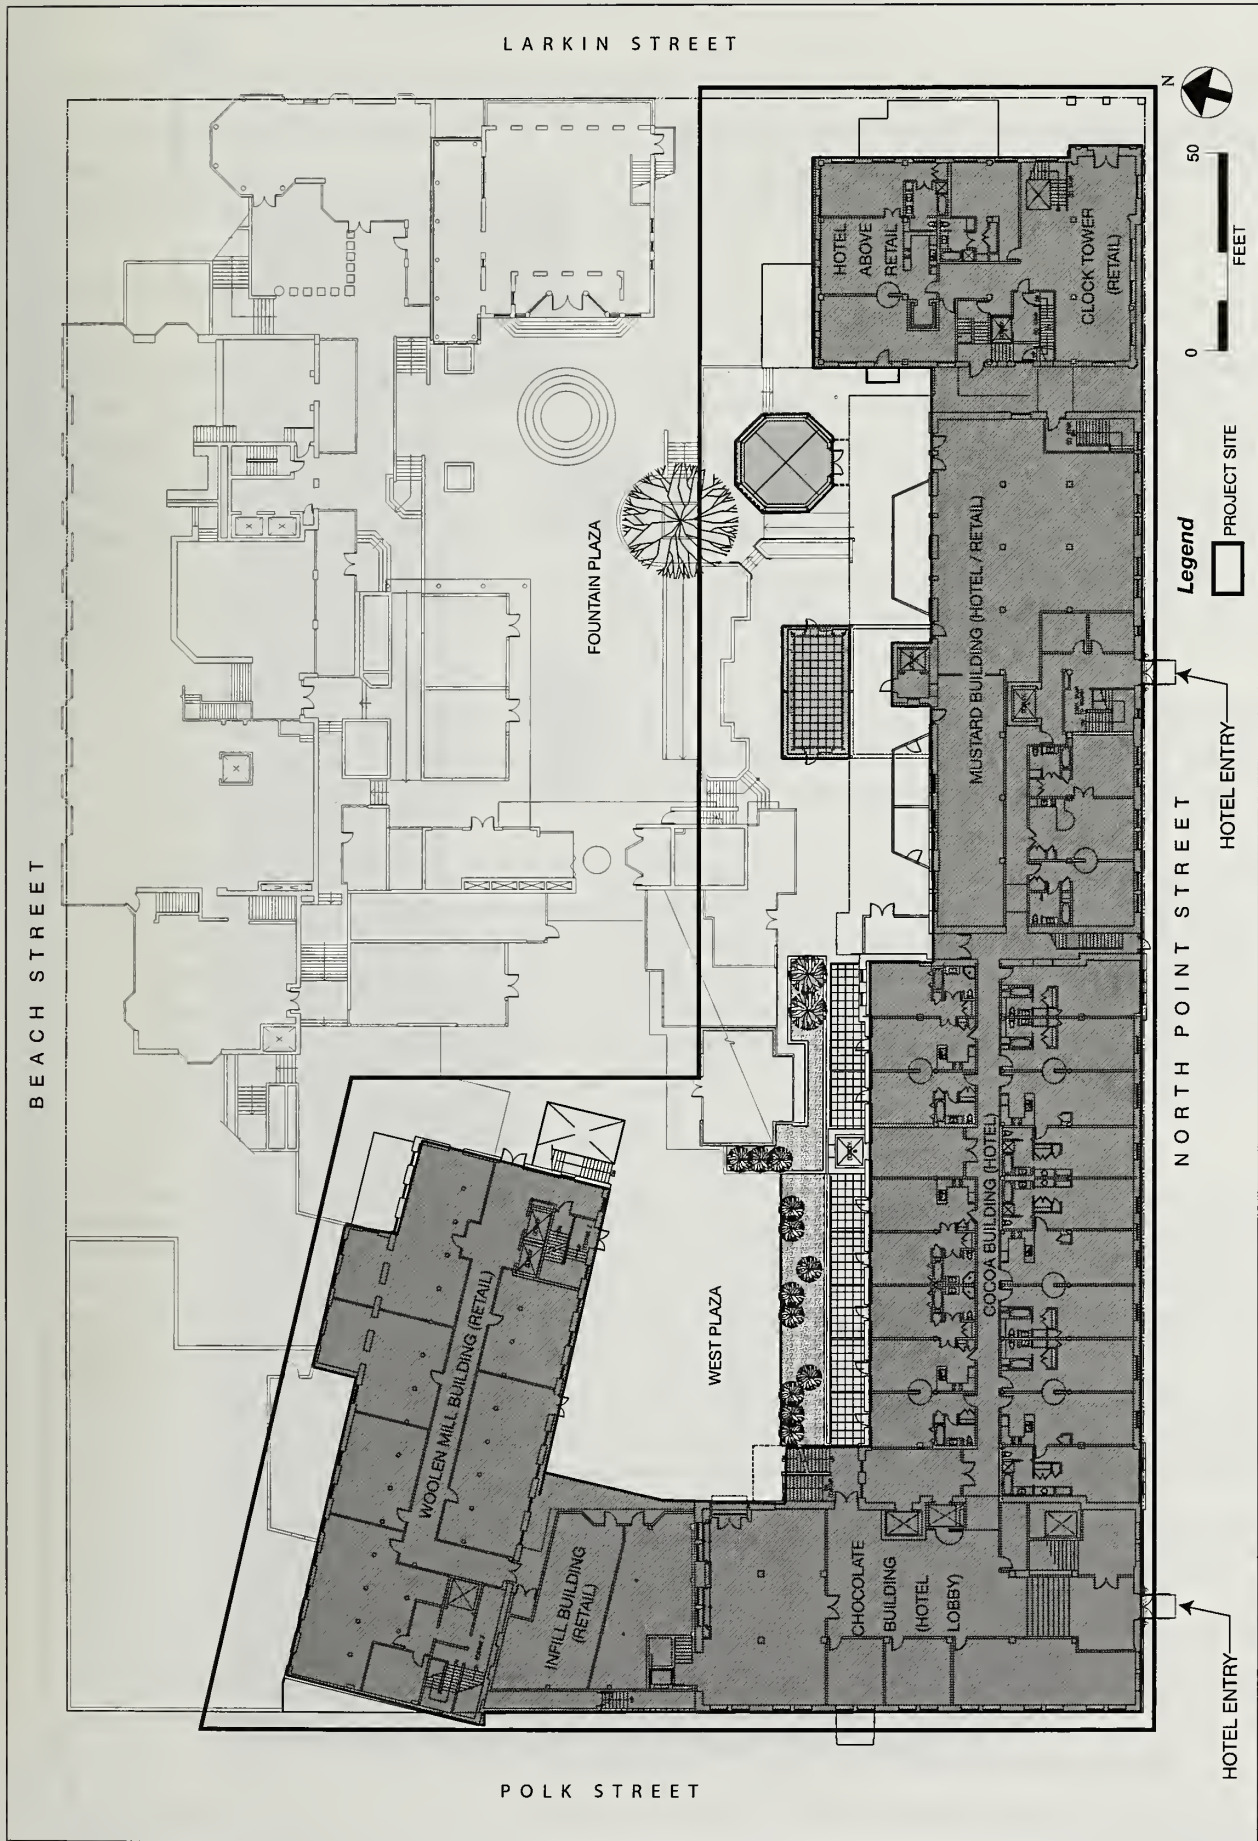 LARKIN STREET
BEACH STREET
FOUNTAIN PLAZA
HOTEL
ABOVE
RETAIL
CLOCK TOWER
(RETAIL)
MUSTARD BUILDING (HOTEL / RETAIL)
WOOLEN MILL BUILDING (RETAIL)
WEST PLAZA
COCOA BUILDING (HOTEL)
INFILL BUILDING
(RETAIL)
CHOCOLATE
BUILDING
(HOTEL
LOBBY)
NORTH POINT STREET
HOTEL ENTRY
HOTEL ENTRY
POLK STREET
N
0
50
FEET
Legend
PROJECT SITE